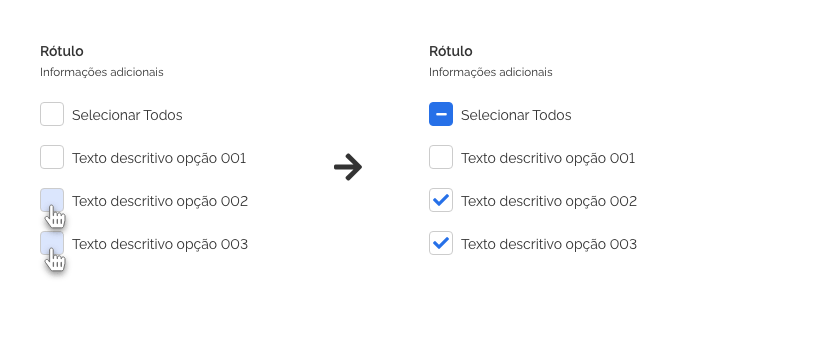 Rótulo
Informações adicionais
Selecionar Todos
Texto descritivo opção 001
Texto descritivo opção 002
Texto descritivo opção 003
Rótulo
Informações adicionais
Selecionar Todos
Texto descritivo opção 001
Texto descritivo opção 002
Texto descritivo opção 003